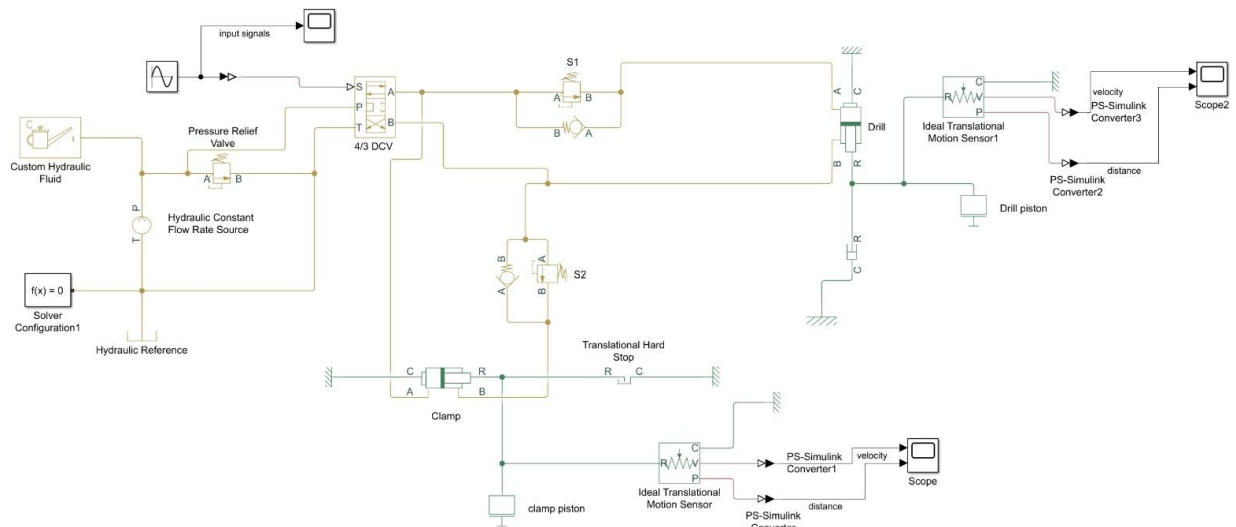 input signals
S
P
T
A
B
4/3 DCV
S1
A
B
B
A
A
C
Drill
B
R
C
R
V
P
Ideal Translational
Motion Sensor1
velocity
PS-Simulink
Converter3
Scope2
distance
PS-Simulink
Converter2
Drill piston
R
C
C
Custom Hydraulic
Fluid
Pressure Relief
Valve
A
B
P
T
Hydraulic Constant
Flow Rate Source
f(x) = 0
Solver
Configuration1
Hydraulic Reference
B
A
A
B
S2
C
R
A
B
Clamp
Translational Hard
Stop
R
C
C
R
V
P
Ideal Translational
Motion Sensor
PS-Simulink
Converter1
velocity
Scope
distance
PS-Simulink
Converter
clamp piston